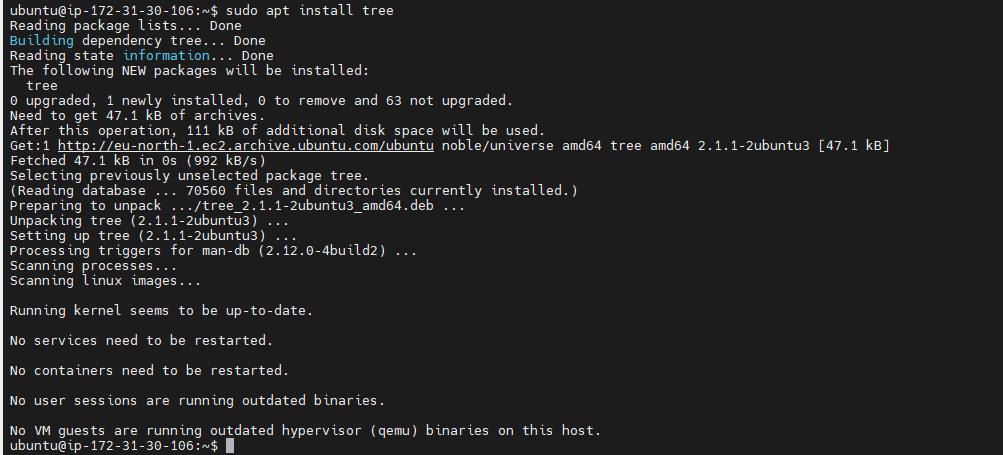 ubuntu@ip-172-31-30-106:~$ sudo apt install tree
Reading package lists... Done
Building dependency tree... Done
Reading state information... Done
The following NEW packages will be installed:
  tree
0 upgraded, 1 newly installed, 0 to remove and 63 not upgraded.
Need to get 47.1 kB of archives.
After this operation, 111 kB of additional disk space will be used.
Get:1 http://eu-north-1.ec2.archive.ubuntu.com/ubuntu noble/universe amd64 tree amd64 2.1.1-2ubuntu3 [47.1 kB]
Fetched 47.1 kB in 0s (992 kB/s)
Selecting previously unselected package tree.
(Reading database ... 70560 files and directories currently installed.)
Preparing to unpack .../tree_2.1.1-2ubuntu3_amd64.deb ...
Unpacking tree (2.1.1-2ubuntu3) ...
Setting up tree (2.1.1-2ubuntu3) ...
Processing triggers for man-db (2.12.0-4build2) ...
Scanning processes...
Scanning linux images...

Running kernel seems to be up-to-date.

No services need to be restarted.

No containers need to be restarted.

No user sessions are running outdated binaries.

No VM guests are running outdated hypervisor (qemu) binaries on this host.
ubuntu@ip-172-31-30-106:~$